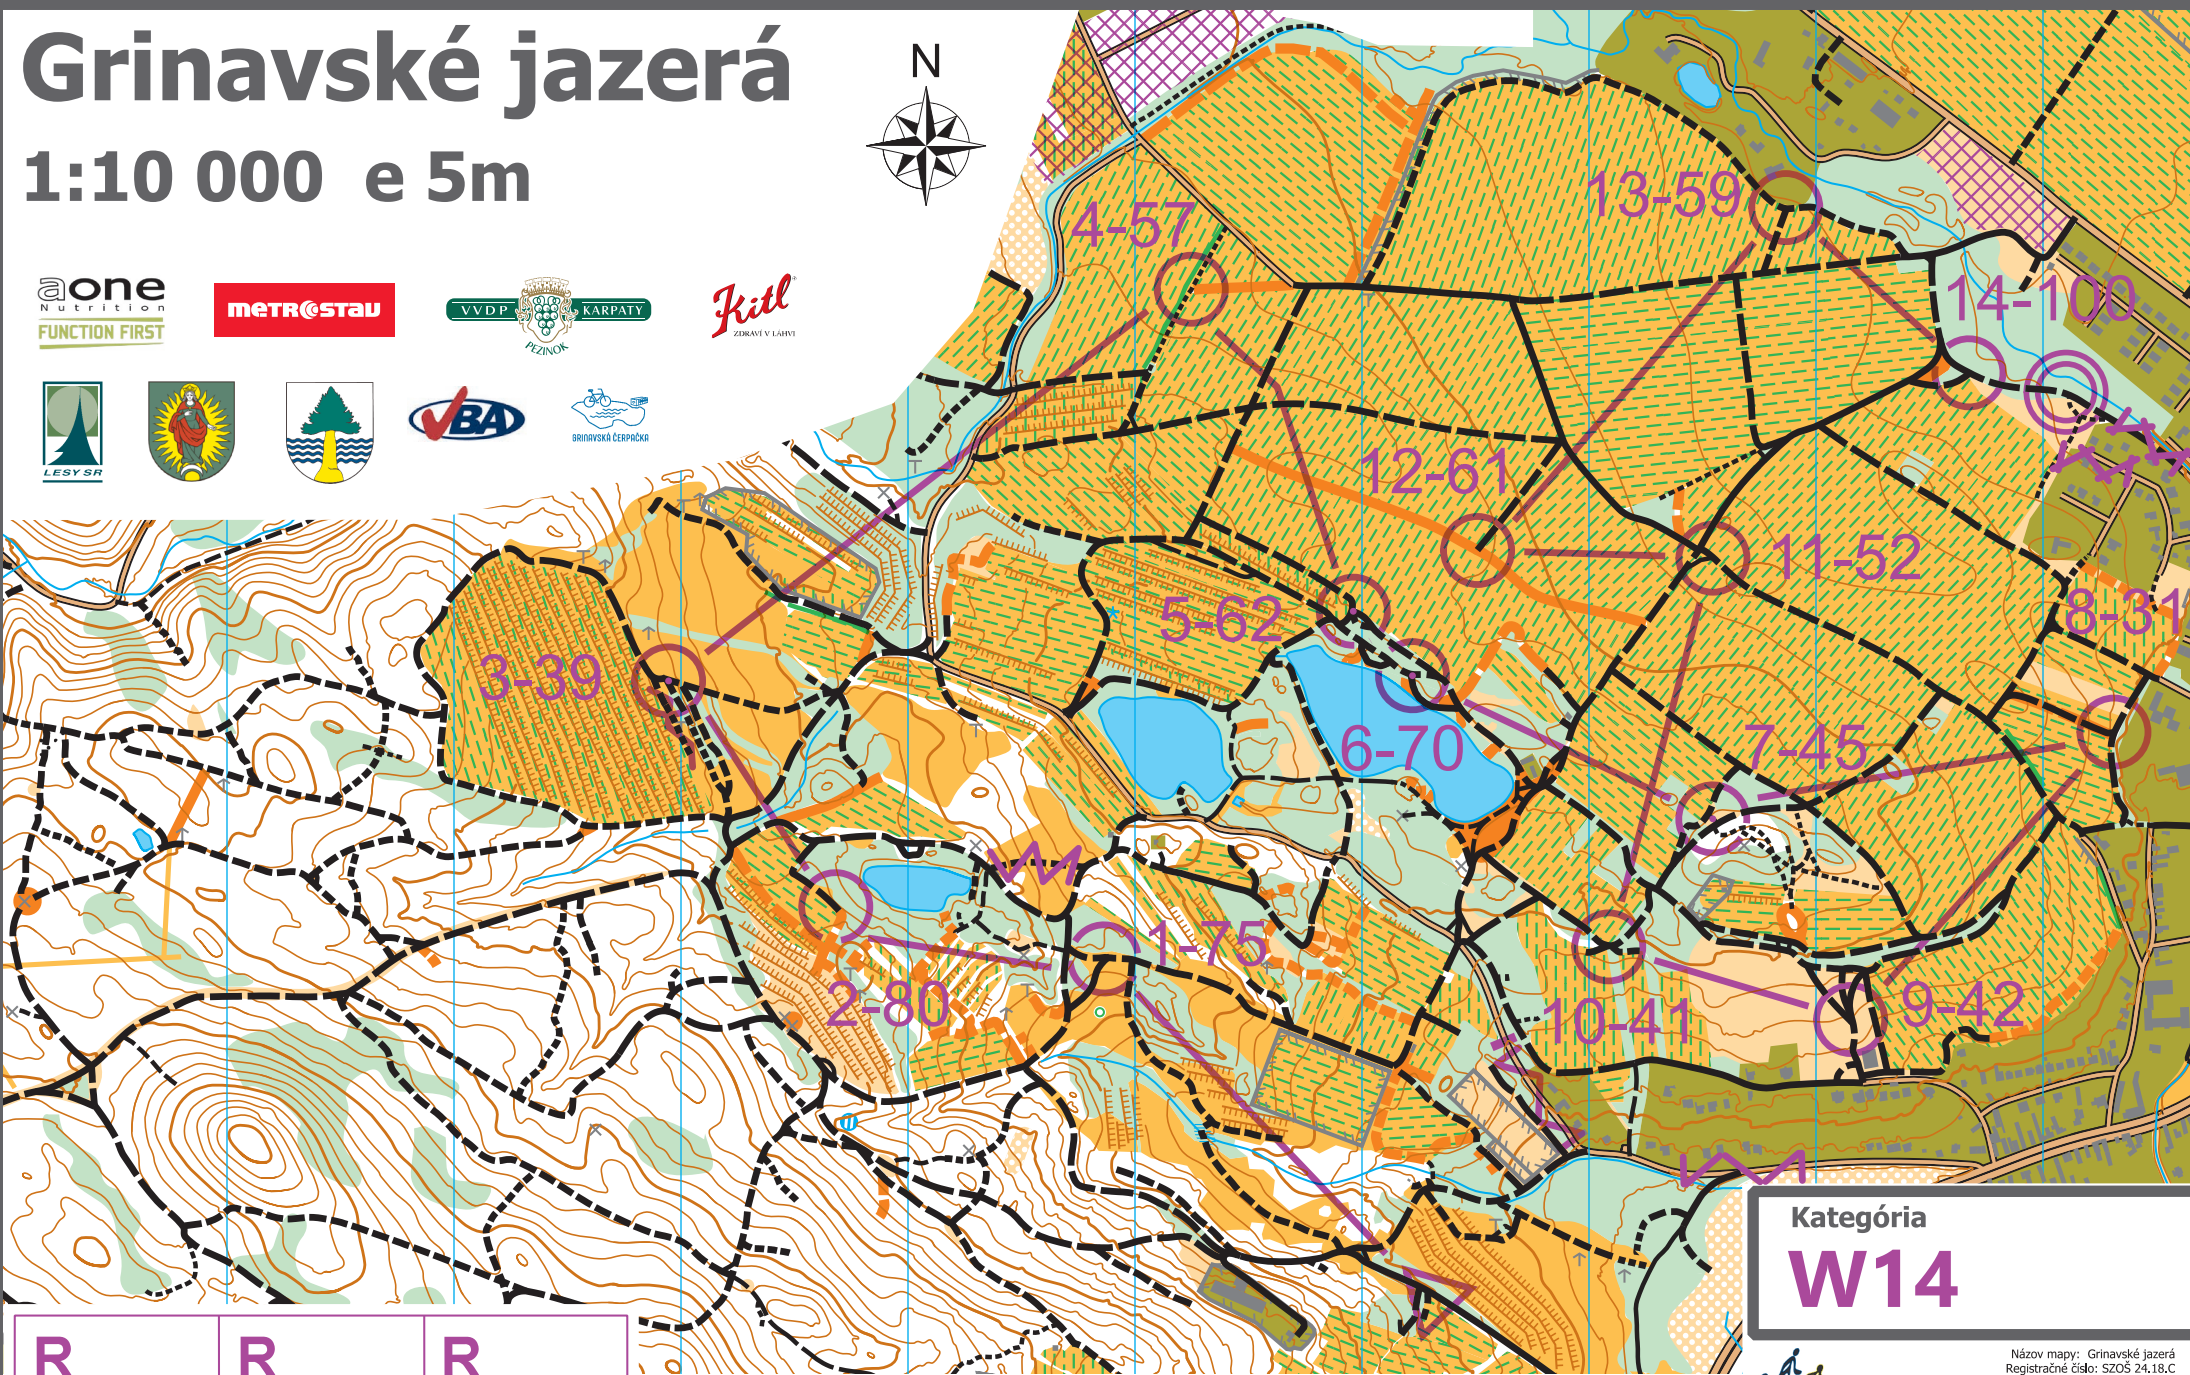 Grinavské jazerá
1:10 000 e 5m
N
aone
Nutrition
FUNCTION FIRST
METROSTAV
VVDP KARPATY
PEZINOK
Kitl
ZDRAVÍ V LÁHVI
LESY SR
VBA
GRINAVSKÁ ČERPAČKA
4-57
13-59
14-100
12-61
11-52
5-62
8-31
3-39
6-70
7-45
1-75
2-80
10-41
9-42
Kategória
W14
R
R
R
Názov mapy: Grinavské jazerá
Registračné číslo: SZOŠ 24.18.C